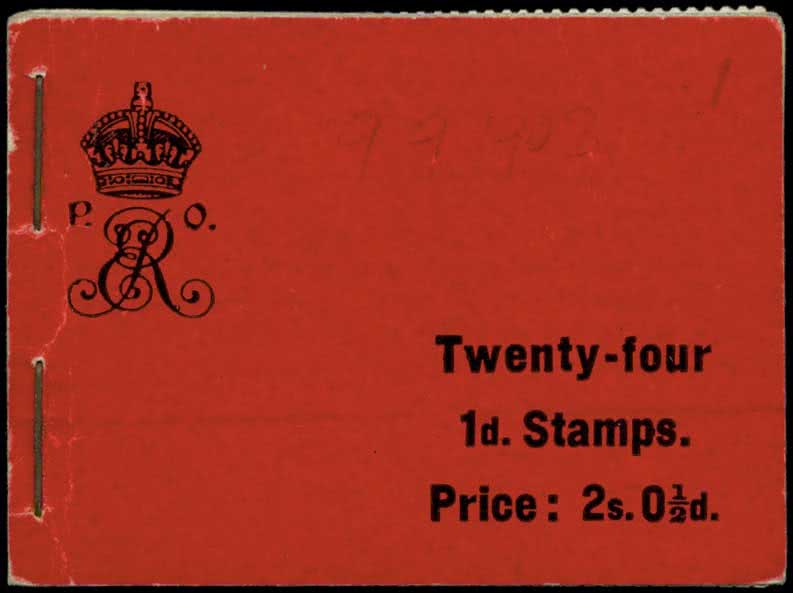 P. O.
Twenty-four
1d. Stamps.
Price: 2s. 0½d.